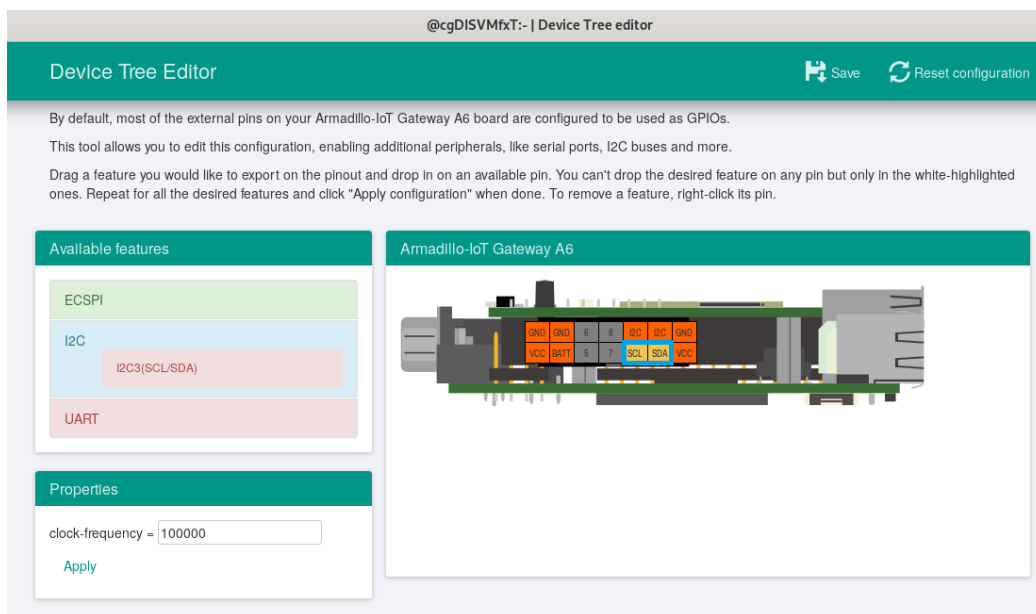 @cgDISVMfxT:~ | Device Tree editor
Device Tree Editor
Save
Reset configuration
By default, most of the external pins on your Armadillo-IoT Gateway A6 board are configured to be used as GPIOs.
This tool allows you to edit this configuration, enabling additional peripherals, like serial ports, I2C buses and more.
Drag a feature you would like to export on the pinout and drop in on an available pin. You can't drop the desired feature on any pin but only in the white-highlighted
ones. Repeat for all the desired features and click "Apply configuration" when done. To remove a feature, right-click its pin.
Available features
ECSPI
I2C
I2C3(SCL/SDA)
UART
Properties
clock-frequency = 100000
Apply
Armadillo-IoT Gateway A6
GND GND 6 8 I2C I2C GND
VCC BATT 5 7 SCL SDA VCC